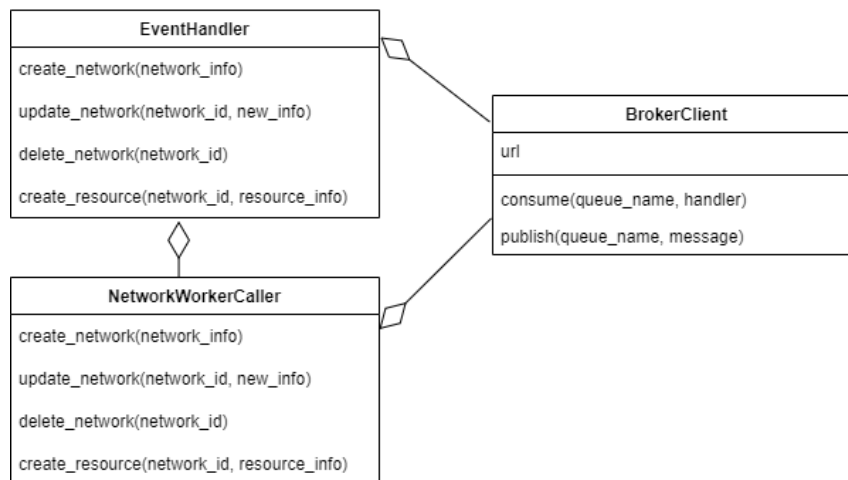 EventHandler
create_network(network_info)
update_network(network_id, new_info)
delete_network(network_id)
create_resource(network_id, resource_info)
BrokerClient
url
consume(queue_name, handler)
publish(queue_name, message)
NetworkWorkerCaller
create_network(network_info)
update_network(network_id, new_info)
delete_network(network_id)
create_resource(network_id, resource_info)